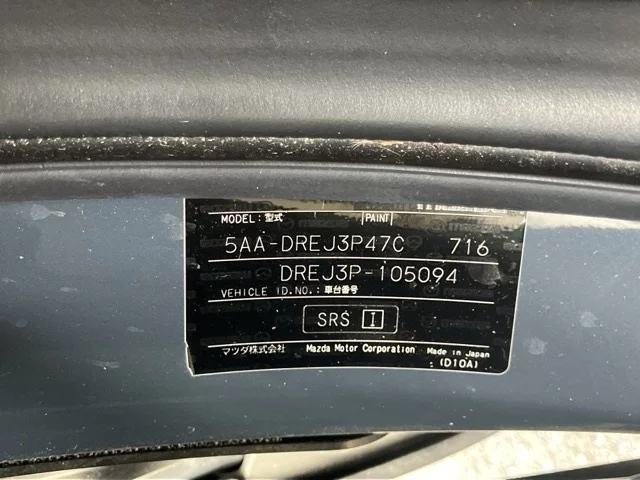 MODEL: 型式 PAINT
5AA-DREJ3P47C 716
DREJ3P-105094
VEHICLE ID.NO.: 車台番号
SRS I
マツダ株式会社 Mazda Motor Corporation Made in Japan
(D10A)